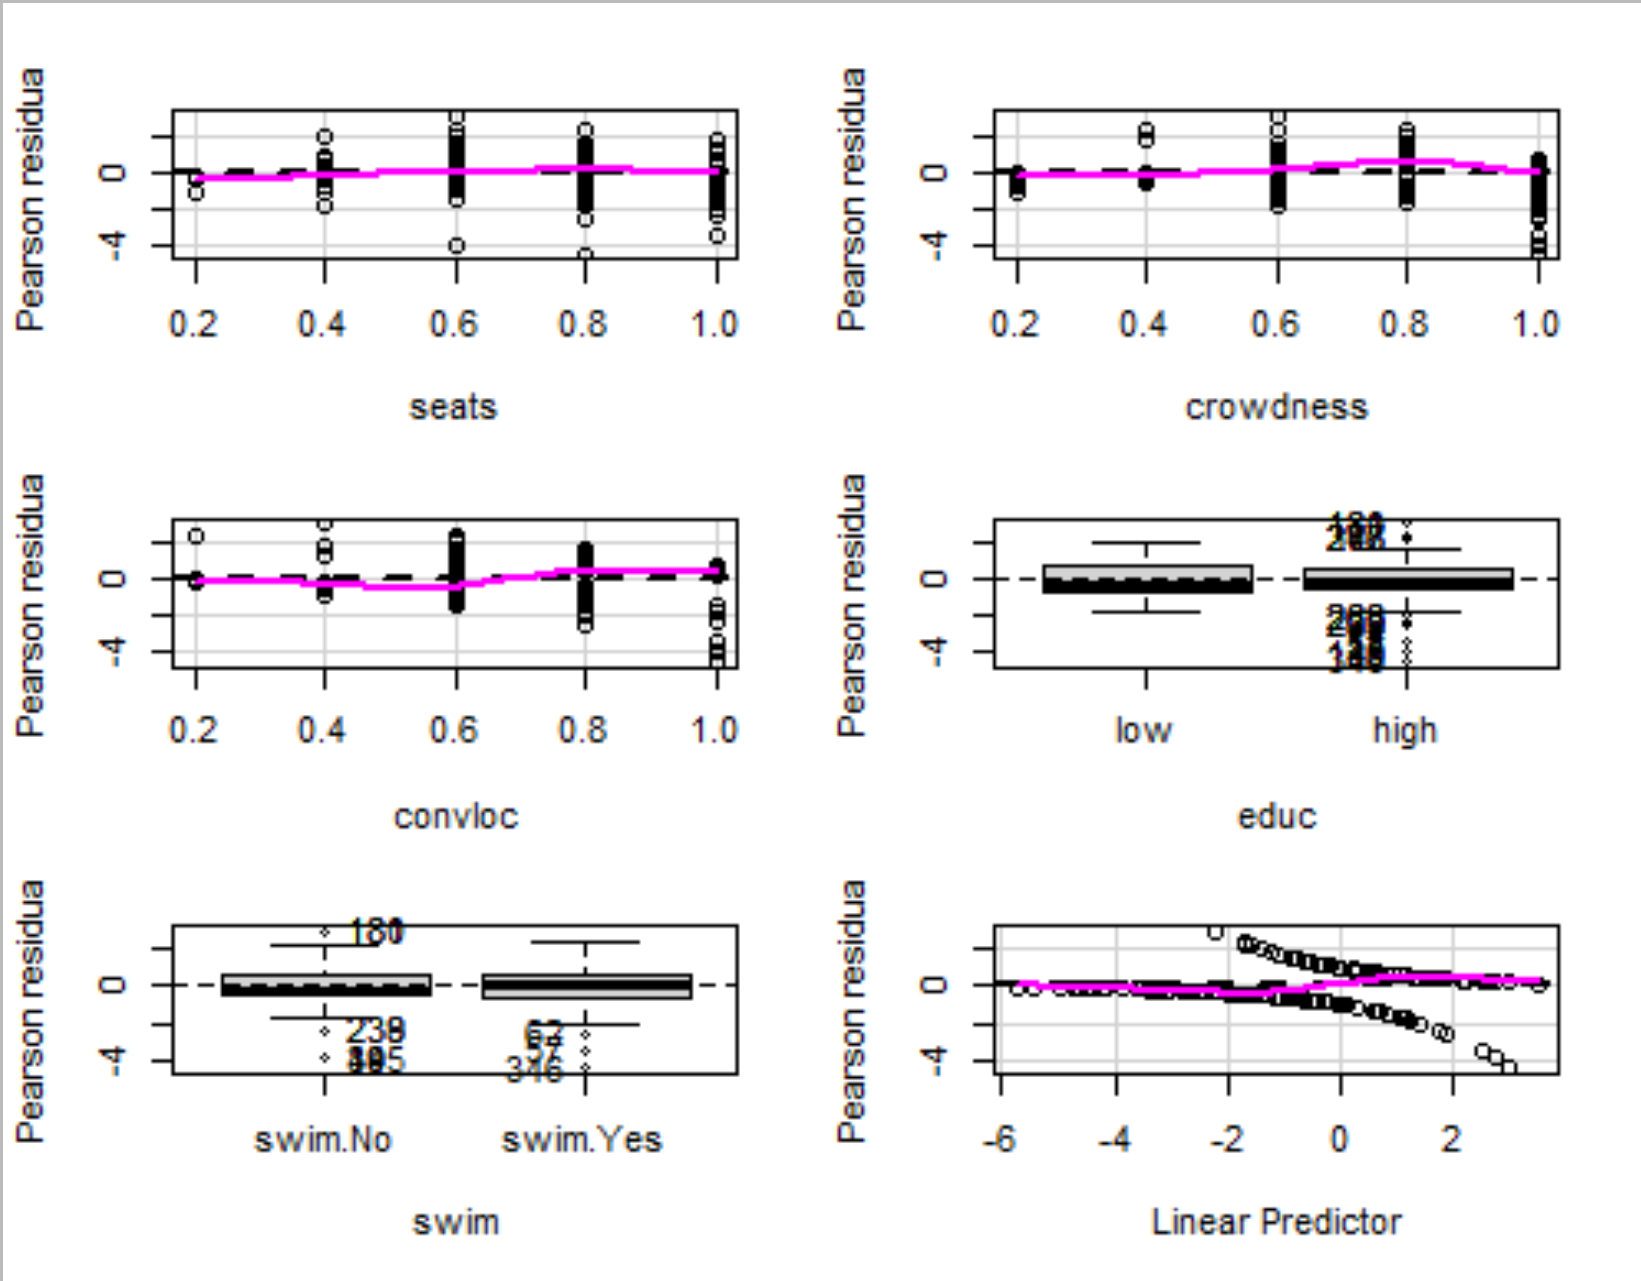 Pearson residua
0
-4
0.2 0.4 0.6 0.8 1.0
seats
Pearson residua
0
-4
0.2 0.4 0.6 0.8 1.0
crowdness
Pearson residua
0
-4
0.2 0.4 0.6 0.8 1.0
convloc
Pearson residua
0
-4
low high
educ
Pearson residua
0
-4
swim.No swim.Yes
346
swim
Pearson residua
0
-4
-6 -4 -2 0 2
Linear Predictor